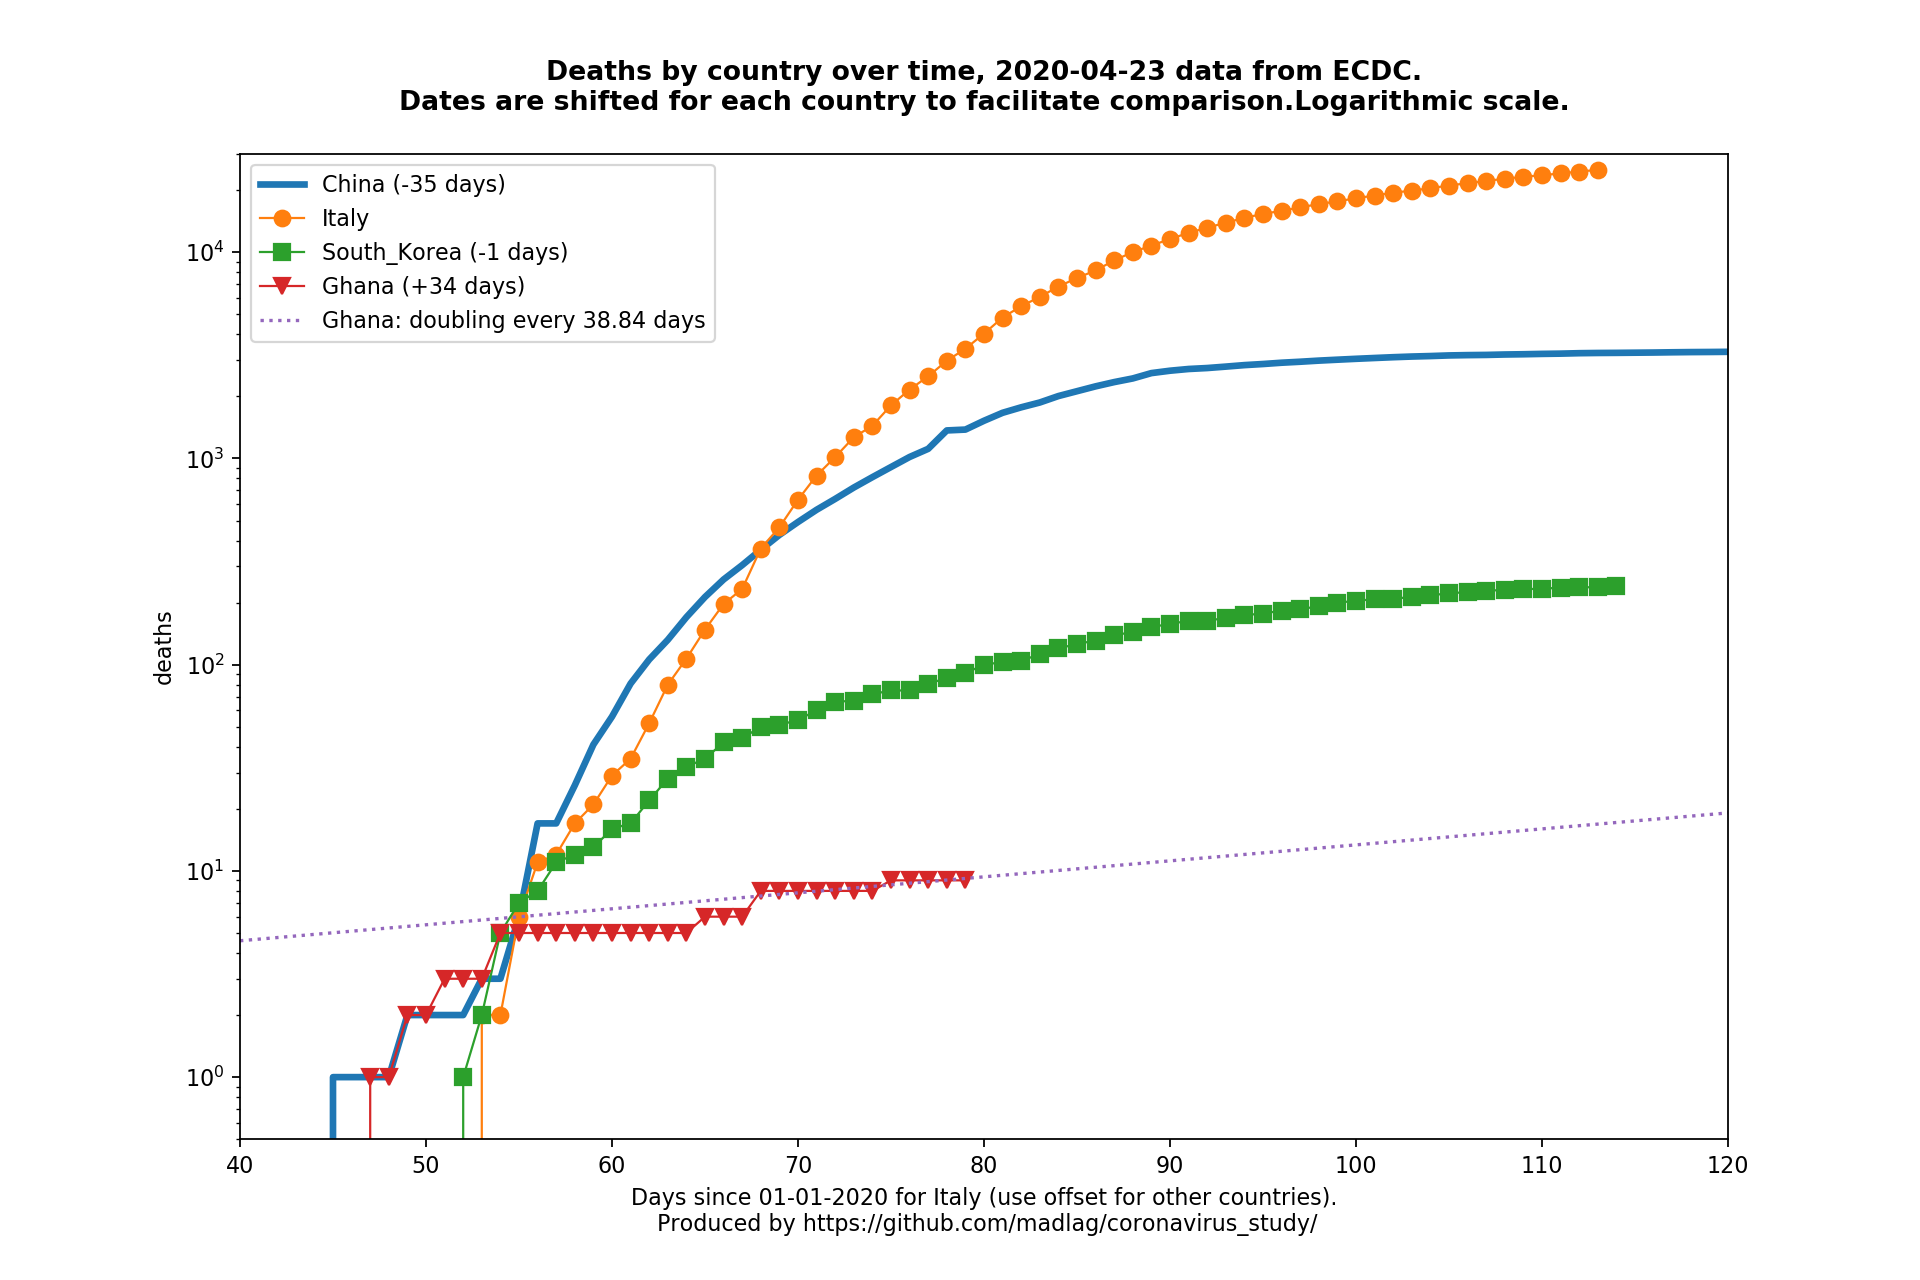 Deaths by country over time, 2020-04-23 data from ECDC.
Dates are shifted for each country to facilitate comparison.Logarithmic scale.
China (-35 days)
Italy
South_Korea (-1 days)
Ghana (+34 days)
Ghana: doubling every 38.84 days
deaths
10⁴
10³
10²
10¹
10⁰
40 50 60 70 80 90 100 110 120
Days since 01-01-2020 for Italy (use offset for other countries).
Produced by https://github.com/madlag/coronavirus_study/